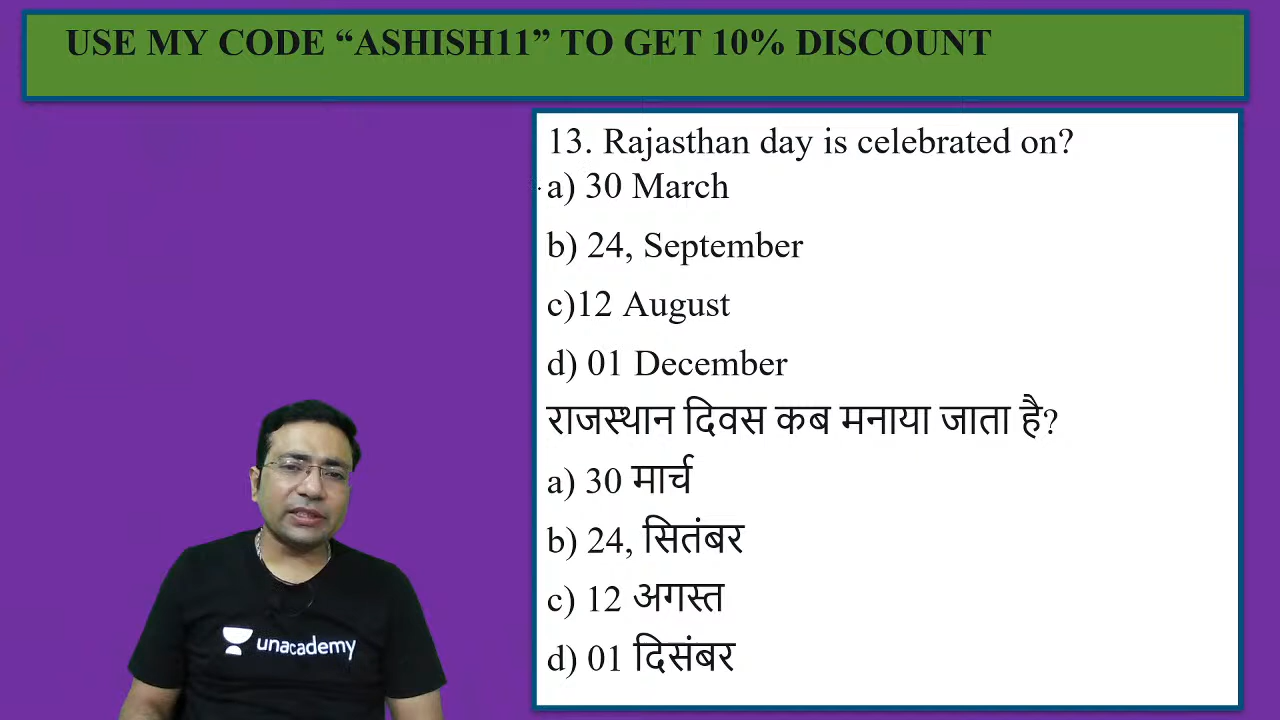 USE MY CODE “ASHISH11” TO GET 10% DISCOUNT
13. Rajasthan day is celebrated on?
a) 30 March
b) 24, September
c)12 August
d) 01 December
राजस्थान दिवस कब मनाया जाता है?
a) 30 मार्च
b) 24, सितंबर
c) 12 अगस्त
d) 01 दिसंबर
unacademy